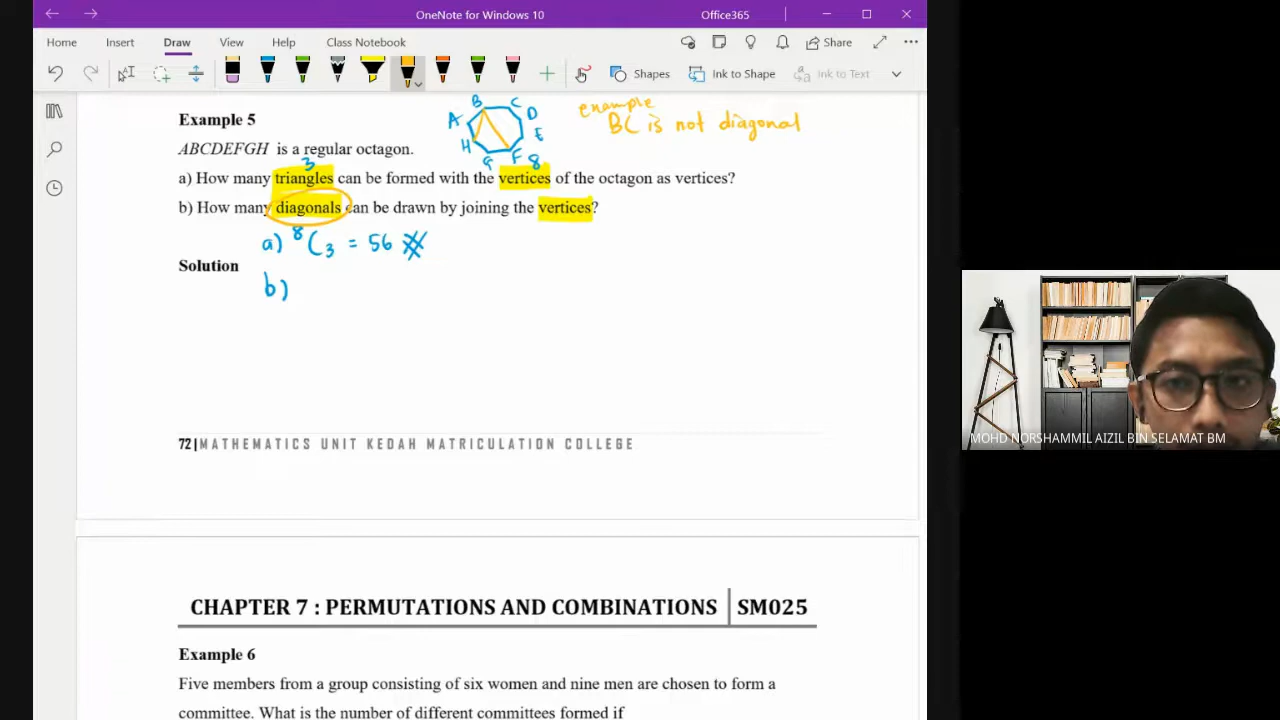 OneNote for Windows 10
Office365
Home Insert Draw View Help Class Notebook
Share
Shapes Ink to Shape Ink to Text
Example 5
ABCDEFGH is a regular octagon.
B C
A D
H E
G F
example
BC is not diagonal
3 8
a) How many triangles can be formed with the vertices of the octagon as vertices?
b) How many diagonals can be drawn by joining the vertices?
a) ⁸C₃ = 56
Solution
b)
72|MATHEMATICS UNIT KEDAH MATRICULATION COLLEGE
CHAPTER 7 : PERMUTATIONS AND COMBINATIONS SM025
Example 6
Five members from a group consisting of six women and nine men are chosen to form a
committee. What is the number of different committees formed if
MOHD NORSHAMMIL AIZIL BIN SELAMAT BM